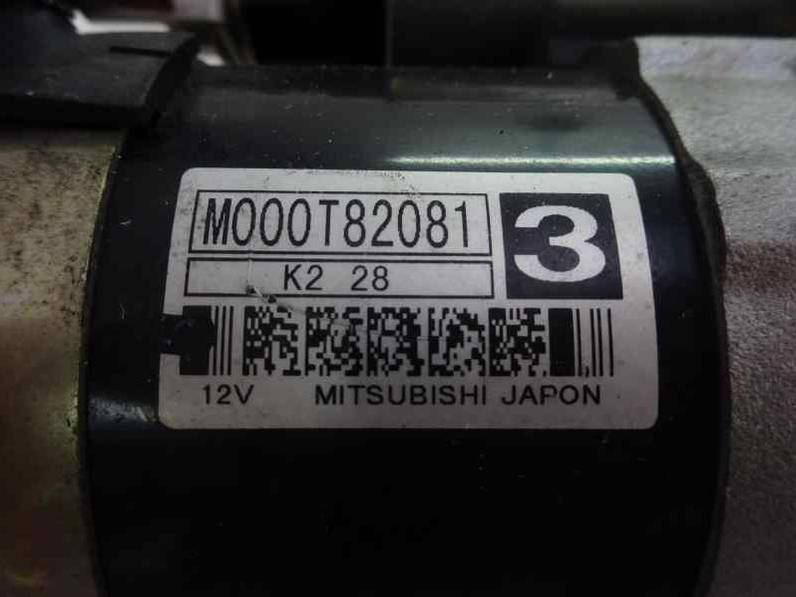 M000T82081
3
K2 28
12V MITSUBISHI JAPON